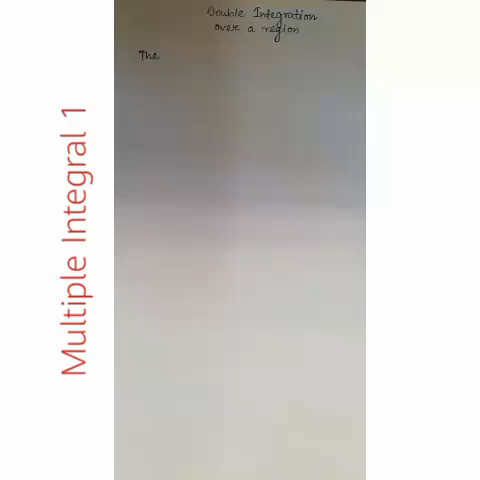 Multiple Integral 1
Double Integration
over a region
The